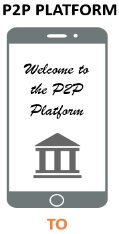 P2P PLATFORM
Welcome to
the P2P
Platform
TO